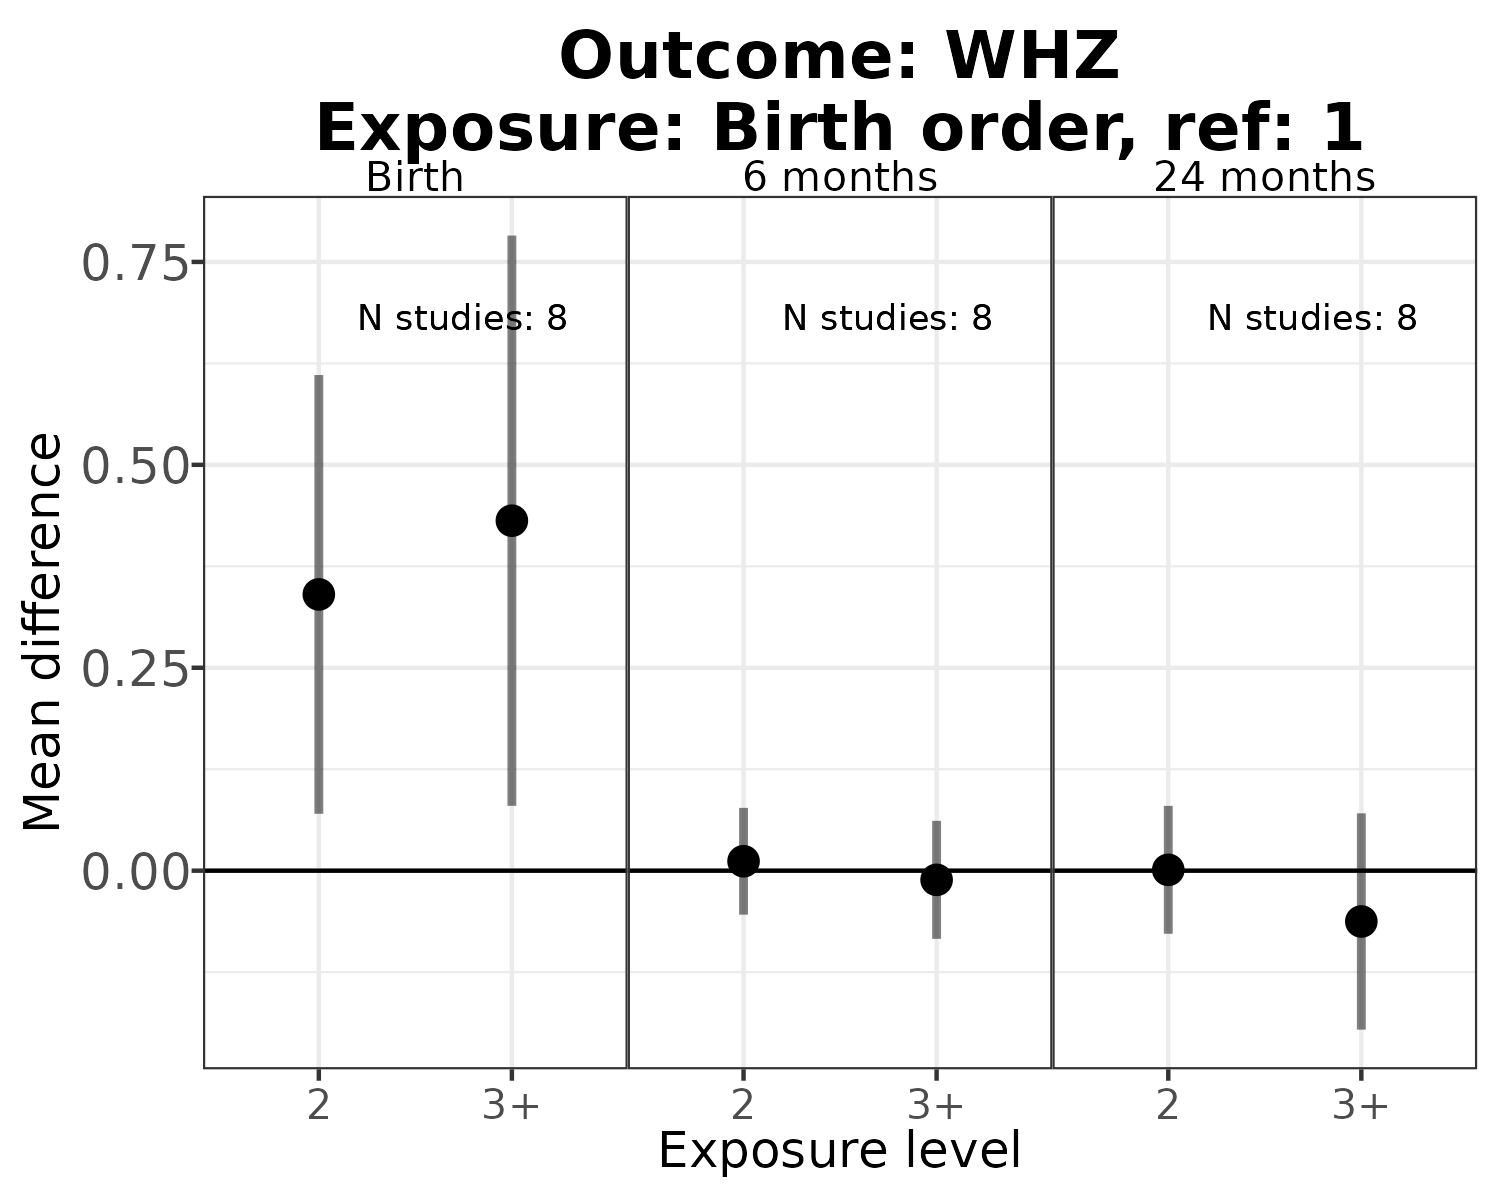 Outcome: WHZ
Exposure: Birth order, ref: 1
Birth 6 months 24 months
N studies: 8 N studies: 8 N studies: 8
Mean difference
0.75
0.50
0.25
0.00
2 3+ 2 3+ 2 3+
Exposure level